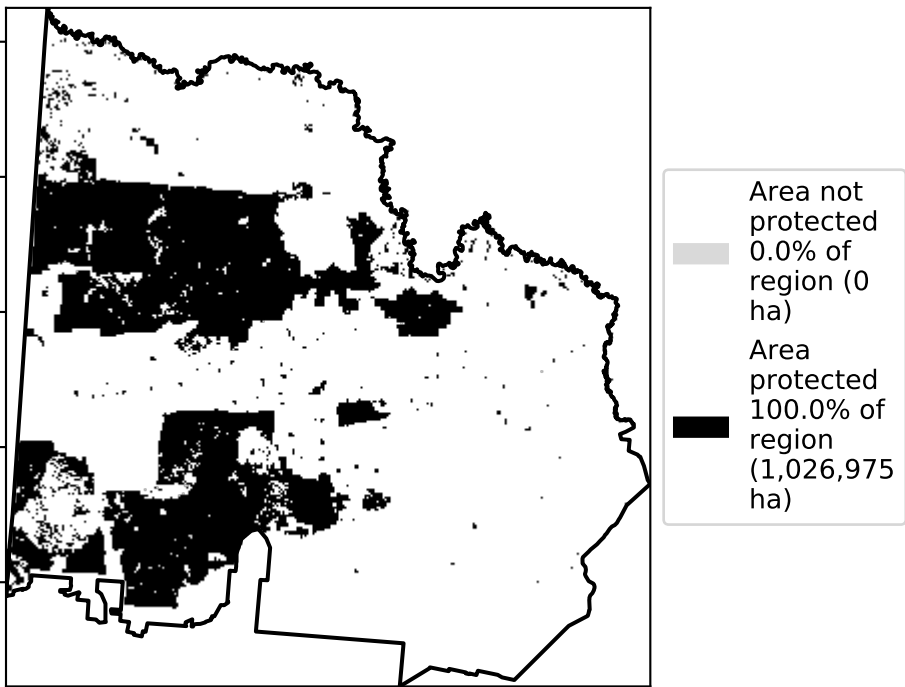 Area not
protected
0.0% of
region (0
ha)
Area
protected
100.0% of
region
(1,026,975
ha)